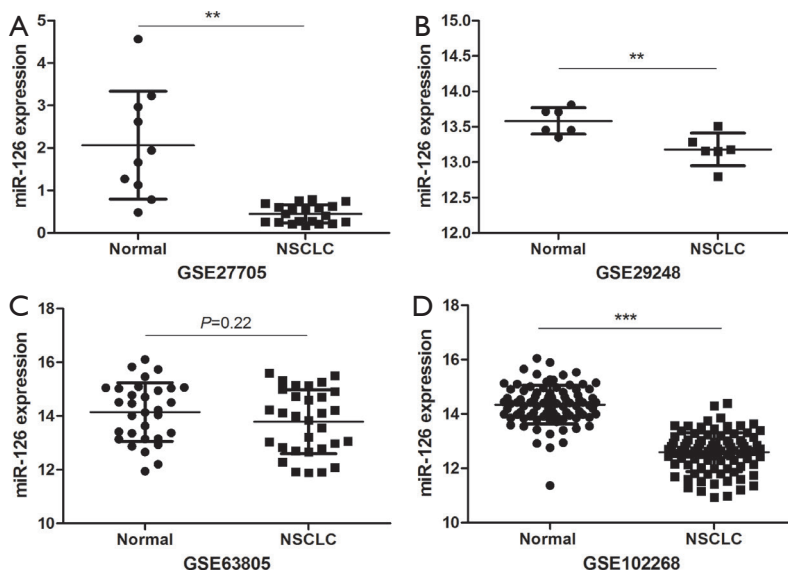 A
miR-126 expression
5
4
3
2
1
0
**
Normal
NSCLC
GSE27705
B
miR-126 expression
15.0
14.5
14.0
13.5
13.0
12.5
12.0
**
Normal
NSCLC
GSE29248
C
miR-126 expression
18
16
14
12
10
P=0.22
Normal
NSCLC
GSE63805
D
miR-126 expression
18
16
14
12
10
***
Normal
NSCLC
GSE102268